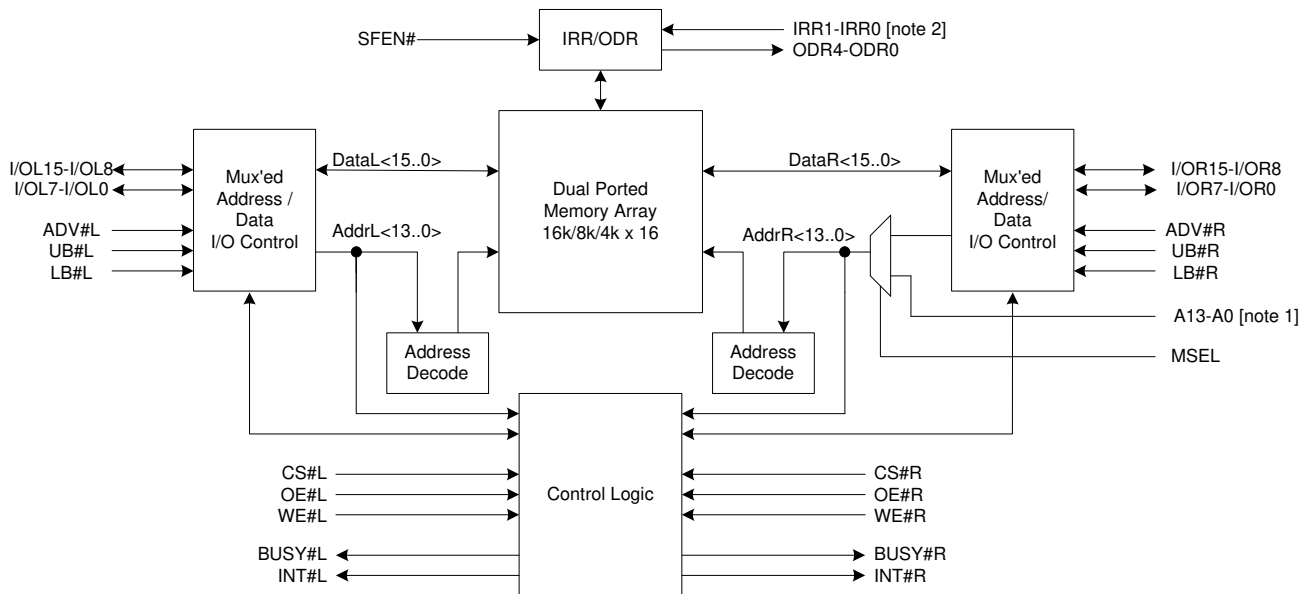 IRR1-IRR0 [note 2]
SFEN#
IRR/ODR
ODR4-ODR0
I/OL15-I/OL8
I/OL7-I/OL0
ADV#L
UB#L
LB#L
Mux'ed
Address /
Data
I/O Control
DataL<15..0>
AddrL<13..0>
Dual Ported
Memory Array
16k/8k/4k x 16
DataR<15..0>
AddrR<13..0>
Mux'ed
Address/
Data
I/O Control
I/OR15-I/OR8
I/OR7-I/OR0
ADV#R
UB#R
LB#R
A13-A0 [note 1]
MSEL
Address
Decode
Address
Decode
CS#L
OE#L
WE#L
BUSY#L
INT#L
Control Logic
CS#R
OE#R
WE#R
BUSY#R
INT#R